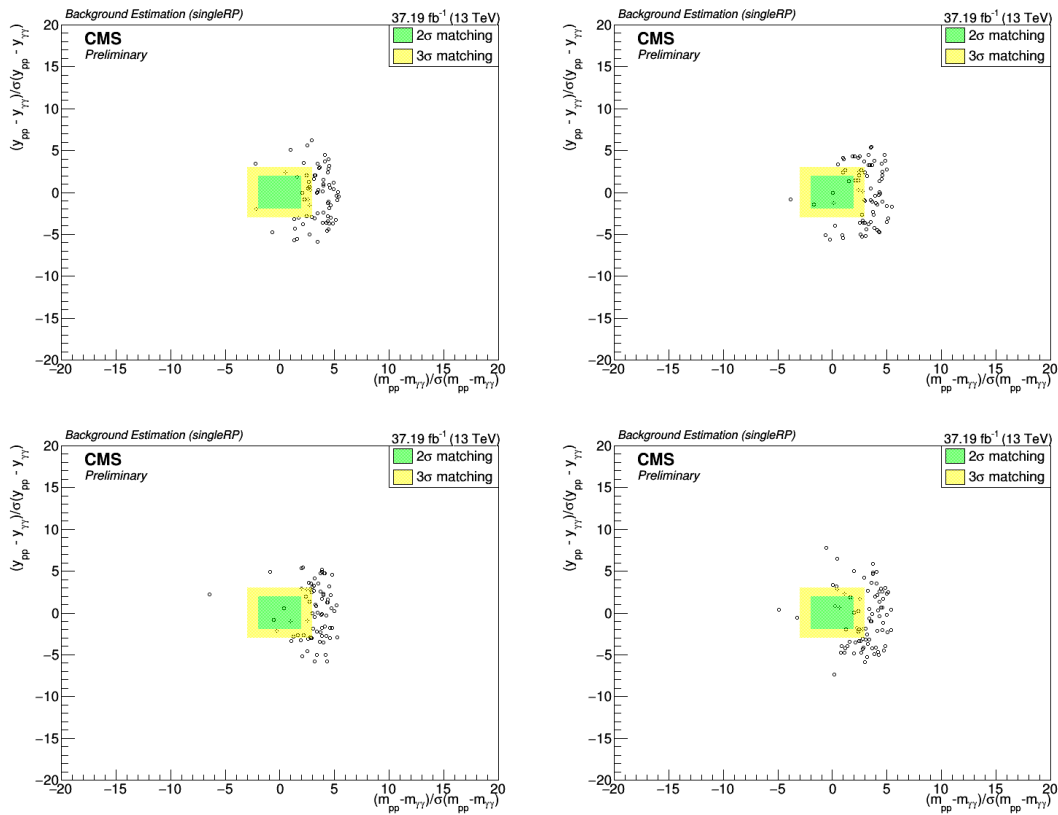 Background Estimation (singleRP) 37.19 fb⁻¹ (13 TeV)
CMS
Preliminary
2σ matching
3σ matching
(y_pp - y_γγ)/σ(y_pp - y_γγ)
20
15
10
5
0
−5
−10
−15
−20
−20 −15 −10 −5 0 5 10 15 20
(m_pp-m_γγ)/σ(m_pp-m_γγ)
Background Estimation (singleRP) 37.19 fb⁻¹ (13 TeV)
CMS
Preliminary
2σ matching
3σ matching
(y_pp - y_γγ)/σ(y_pp - y_γγ)
20
15
10
5
0
−5
−10
−15
−20
−20 −15 −10 −5 0 5 10 15 20
(m_pp-m_γγ)/σ(m_pp-m_γγ)
Background Estimation (singleRP) 37.19 fb⁻¹ (13 TeV)
CMS
Preliminary
2σ matching
3σ matching
(y_pp - y_γγ)/σ(y_pp - y_γγ)
20
15
10
5
0
−5
−10
−15
−20
−20 −15 −10 −5 0 5 10 15 20
(m_pp-m_γγ)/σ(m_pp-m_γγ)
Background Estimation (singleRP) 37.19 fb⁻¹ (13 TeV)
CMS
Preliminary
2σ matching
3σ matching
(y_pp - y_γγ)/σ(y_pp - y_γγ)
20
15
10
5
0
−5
−10
−15
−20
−20 −15 −10 −5 0 5 10 15 20
(m_pp-m_γγ)/σ(m_pp-m_γγ)